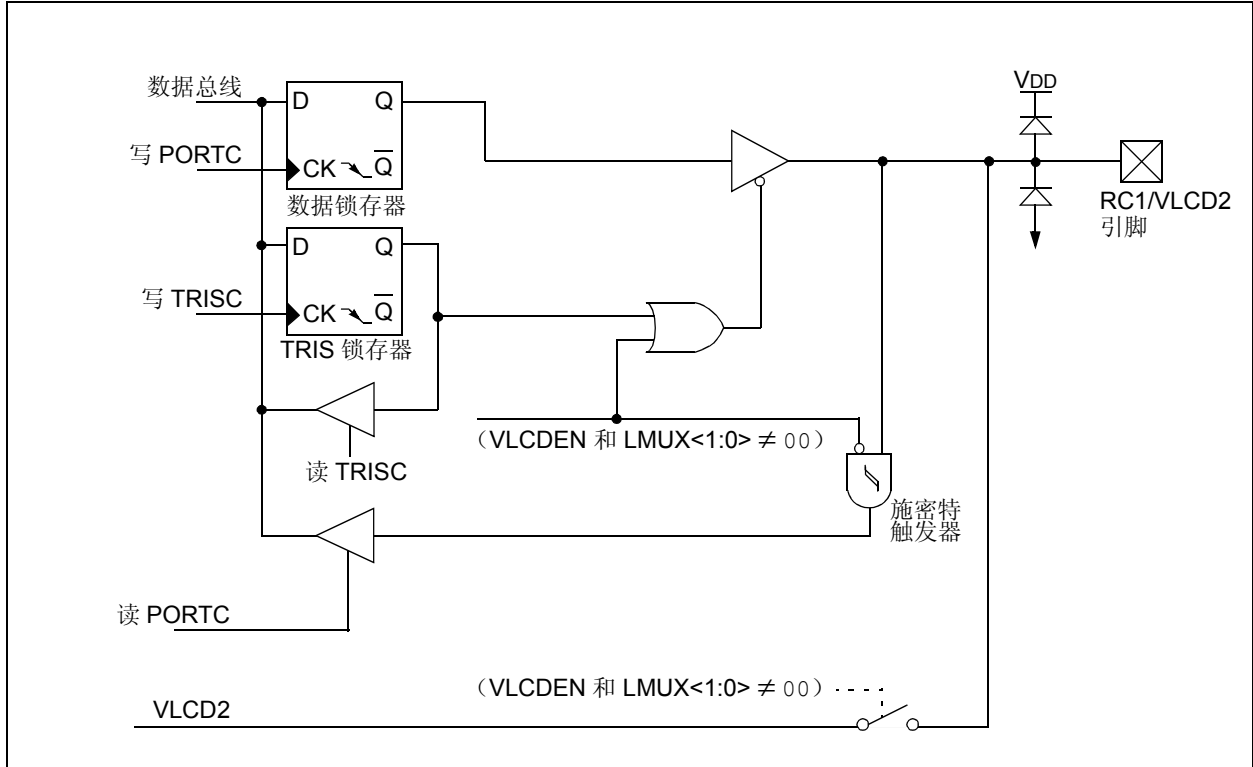 数据总线
D Q
写 PORTC
CK Q
数据锁存器
D Q
写 TRISC
CK Q
TRIS 锁存器
VDD
RC1/VLCD2
引脚
(VLCDEN 和 LMUX<1:0> ≠ 00)
读 TRISC
施密特
触发器
读 PORTC
(VLCDEN 和 LMUX<1:0> ≠ 00)
VLCD2